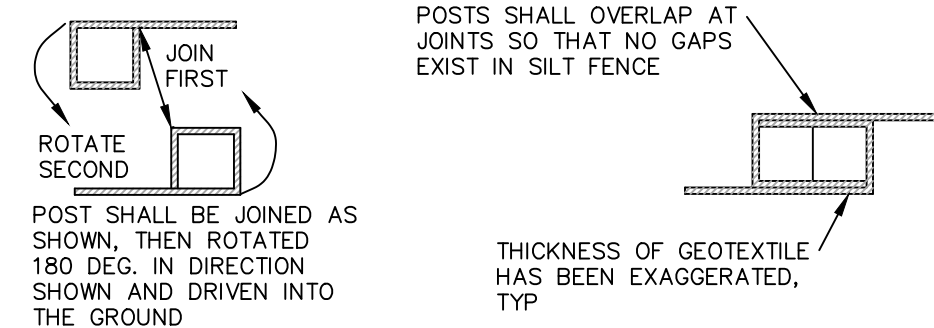 JOIN
FIRST
ROTATE
SECOND
POST SHALL BE JOINED AS
SHOWN, THEN ROTATED
180 DEG. IN DIRECTION
SHOWN AND DRIVEN INTO
THE GROUND
POSTS SHALL OVERLAP AT
JOINTS SO THAT NO GAPS
EXIST IN SILT FENCE
THICKNESS OF GEOTEXTILE
HAS BEEN EXAGGERATED,
TYP